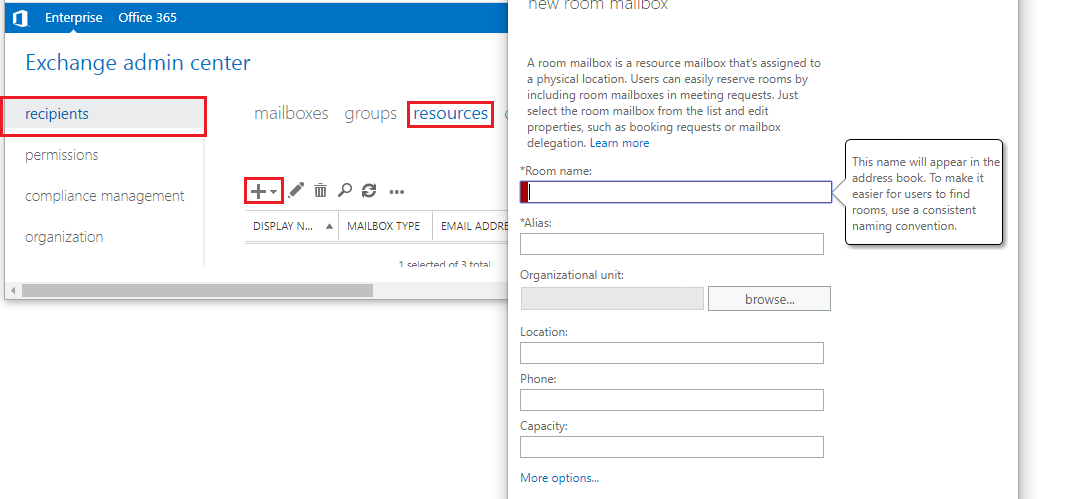 Enterprise Office 365
Exchange admin center
recipients
permissions
compliance management
organization
mailboxes groups resources
DISPLAY N... MAILBOX TYPE EMAIL ADDRE
1 selected of 3 total
new room mailbox
A room mailbox is a resource mailbox that's assigned to
a physical location. Users can easily reserve rooms by
including room mailboxes in meeting requests. Just
select the room mailbox from the list and edit
properties, such as booking requests or mailbox
delegation. Learn more
*Room name:
This name will appear in the
address book. To make it
easier for users to find
rooms, use a consistent
naming convention.
*Alias:
Organizational unit:
browse...
Location:
Phone:
Capacity:
More options...